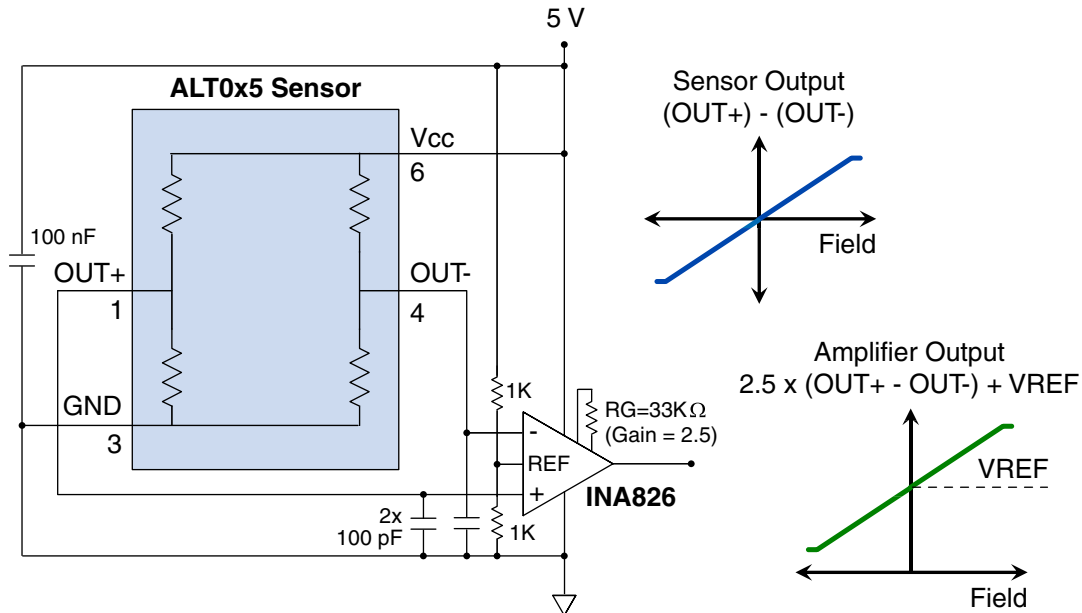 5 V
ALT0x5 Sensor
Vcc
6
100 nF
OUT+
1
OUT-
4
GND
3
1K
RG=33KΩ
(Gain = 2.5)
-
REF
+
INA826
2x
100 pF
1K
Sensor Output
(OUT+) - (OUT-)
Field
Amplifier Output
2.5 x (OUT+ - OUT-) + VREF
VREF
Field